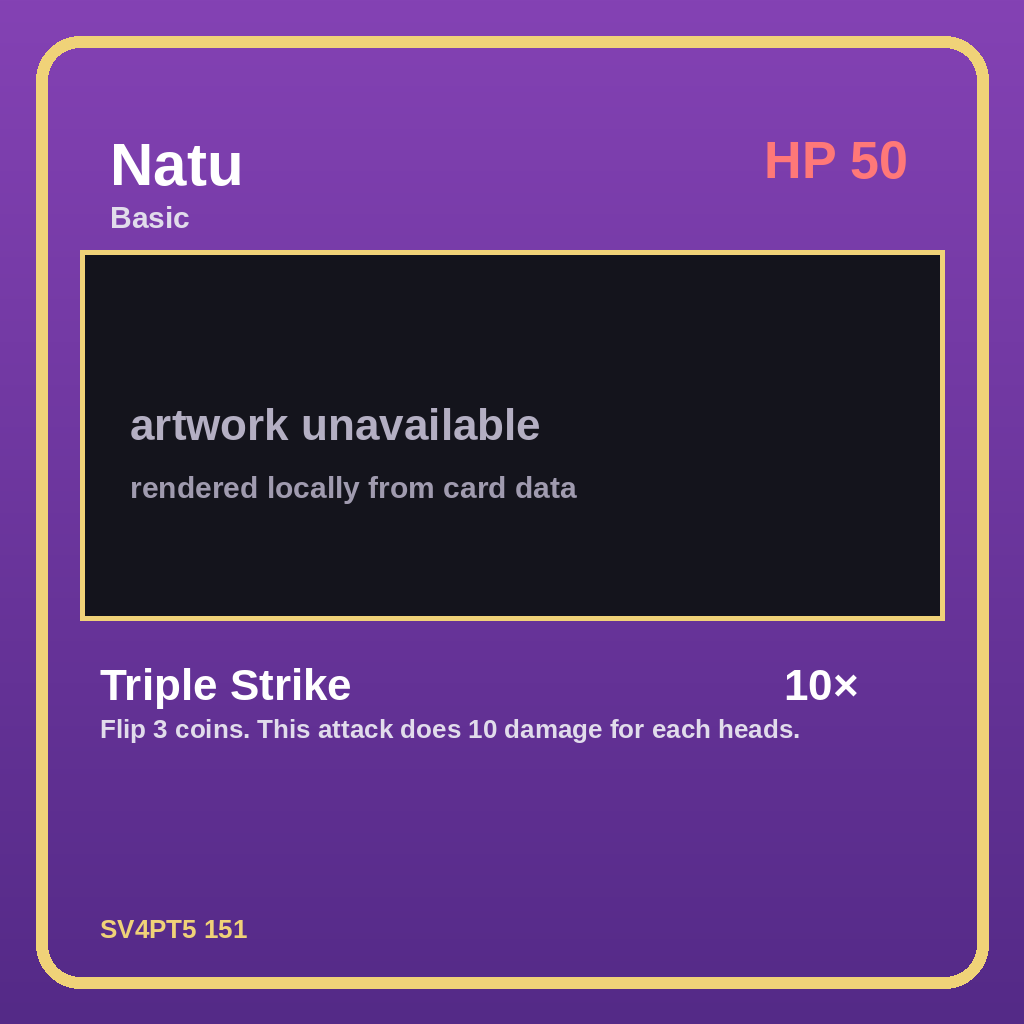 Natu
HP 50
Basic
artwork unavailable
rendered locally from card data
Triple Strike
10×
Flip 3 coins. This attack does 10 damage for each heads.
SV4PT5 151